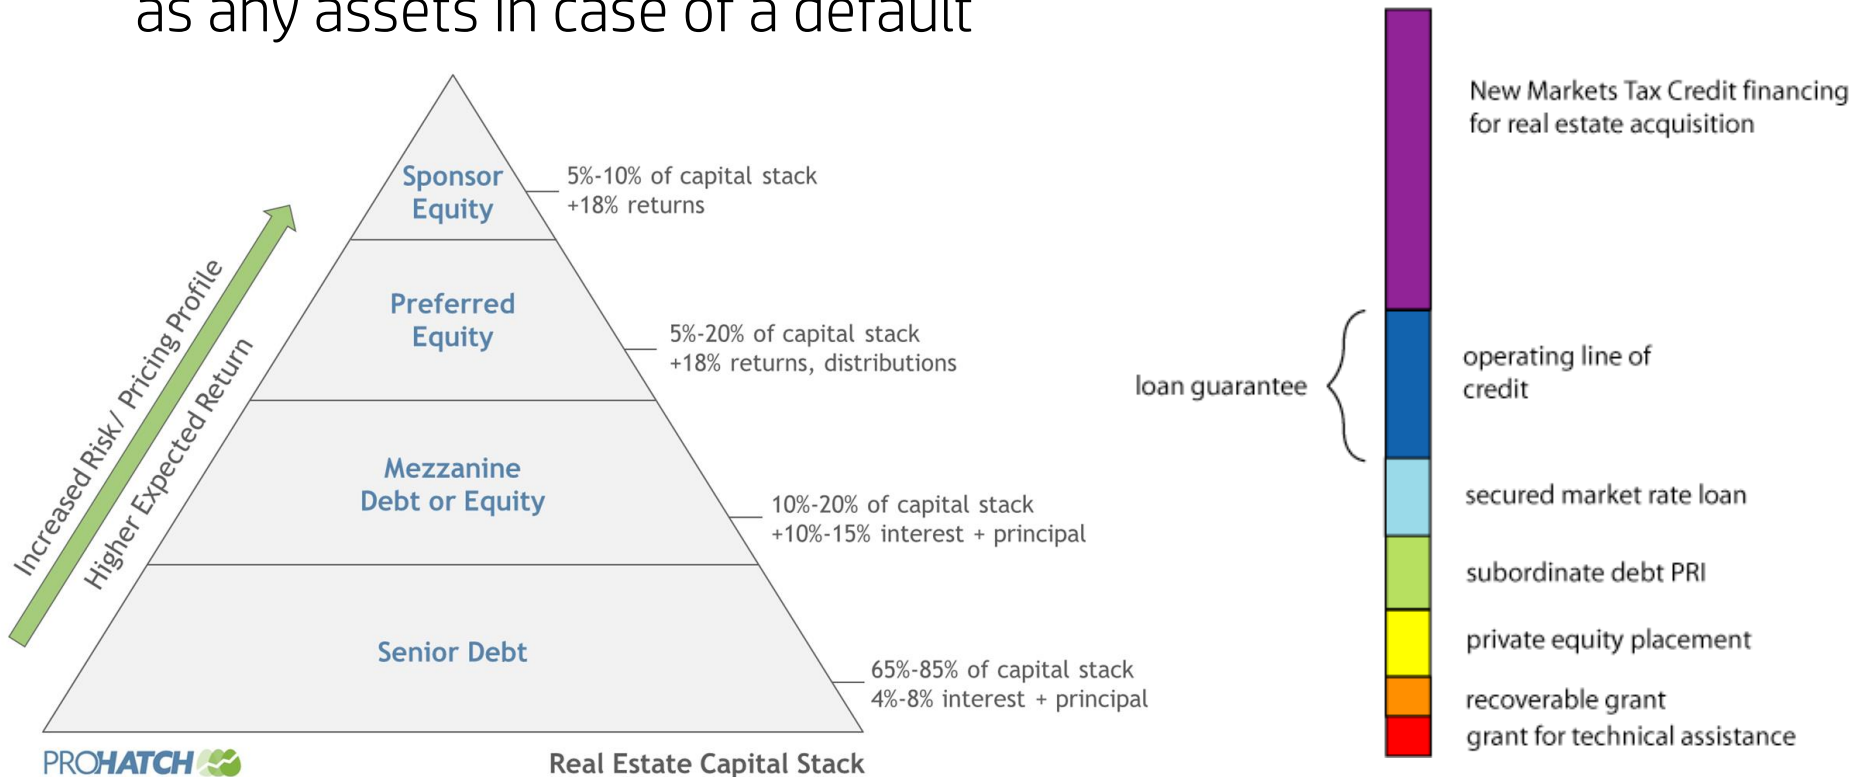 as any assets in case of a default
Sponsor
Equity
5%-10% of capital stack
+18% returns
Preferred
Equity
5%-20% of capital stack
+18% returns, distributions
Mezzanine
Debt or Equity
10%-20% of capital stack
+10%-15% interest + principal
Senior Debt
65%-85% of capital stack
4%-8% interest + principal
Increased Risk/ Pricing Profile
Higher Expected Return
PROHATCH
Real Estate Capital Stack
New Markets Tax Credit financing
for real estate acquisition
loan guarantee
operating line of
credit
secured market rate loan
subordinate debt PRI
private equity placement
recoverable grant
grant for technical assistance